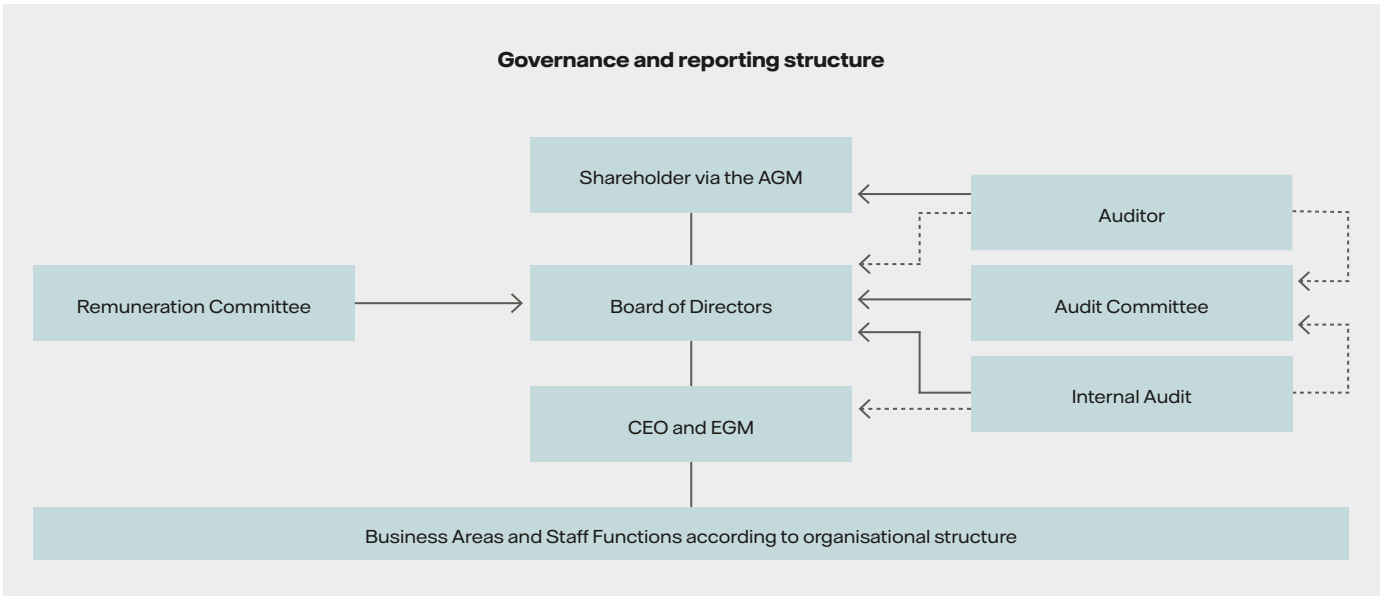 Governance and reporting structure
Shareholder via the AGM
Auditor
Remuneration Committee
Board of Directors
Audit Committee
Internal Audit
CEO and EGM
Business Areas and Staff Functions according to organisational structure